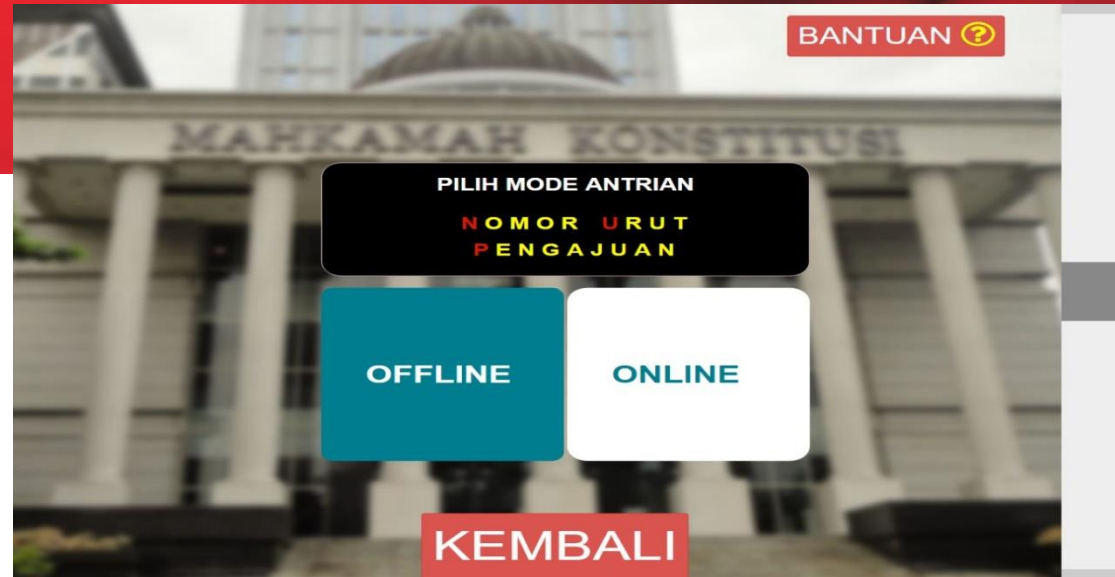 BANTUAN ?
MAHKAMAH KONSTITUSI
PILIH MODE ANTRIAN
NOMOR URUT
PENGAJUAN
OFFLINE
ONLINE
KEMBALI